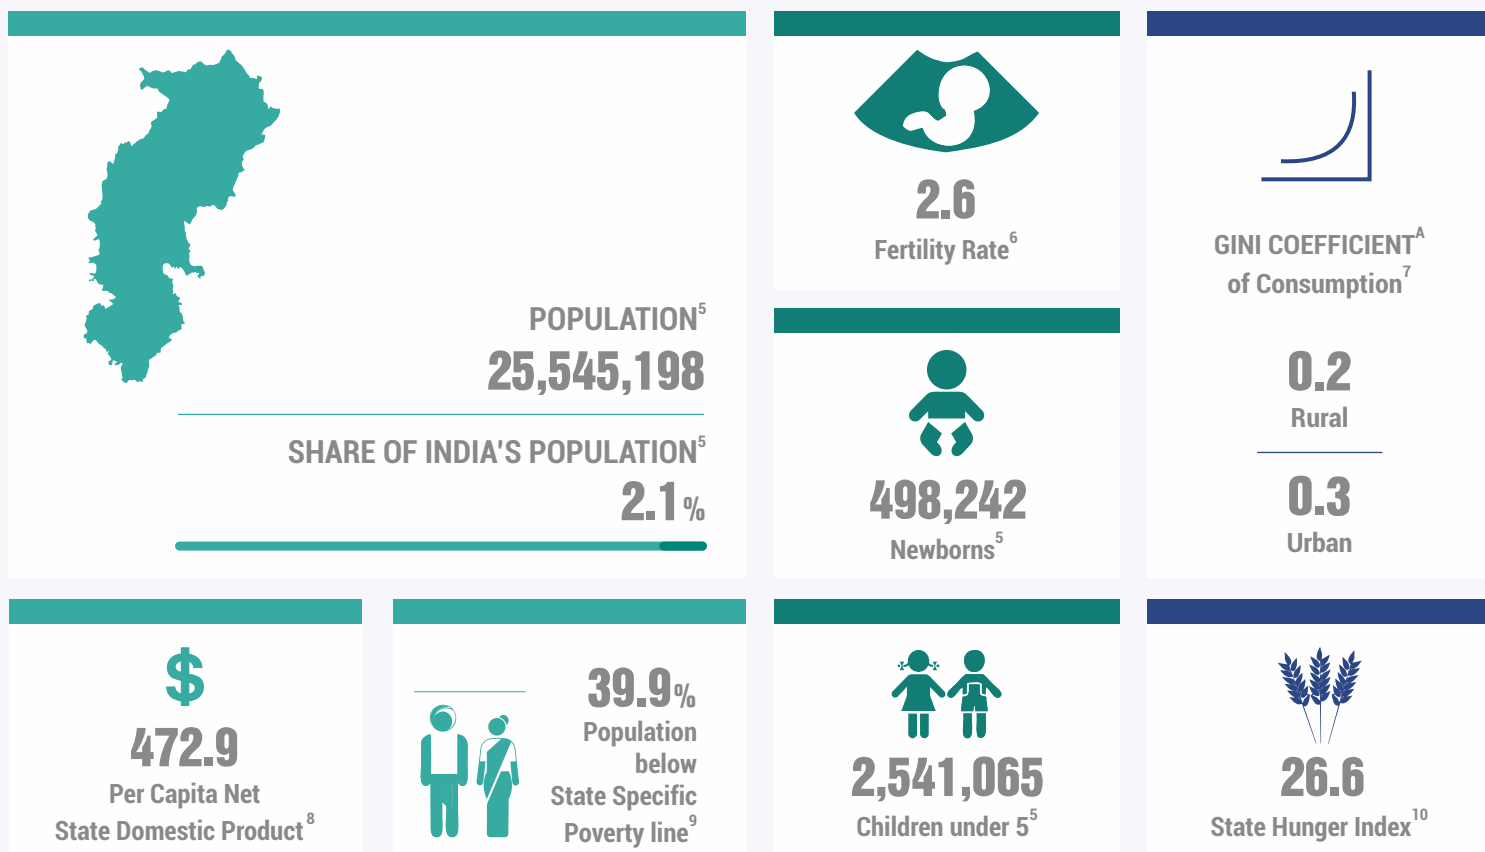 POPULATION5
25,545,198
SHARE OF INDIA'S POPULATION5
2.1%
2.6
Fertility Rate6
498,242
Newborns5
GINI COEFFICIENTA
of Consumption7
0.2
Rural
0.3
Urban
$
472.9
Per Capita Net
State Domestic Product8
39.9%
Population
below
State Specific
Poverty line9
2,541,065
Children under 55
26.6
State Hunger Index10